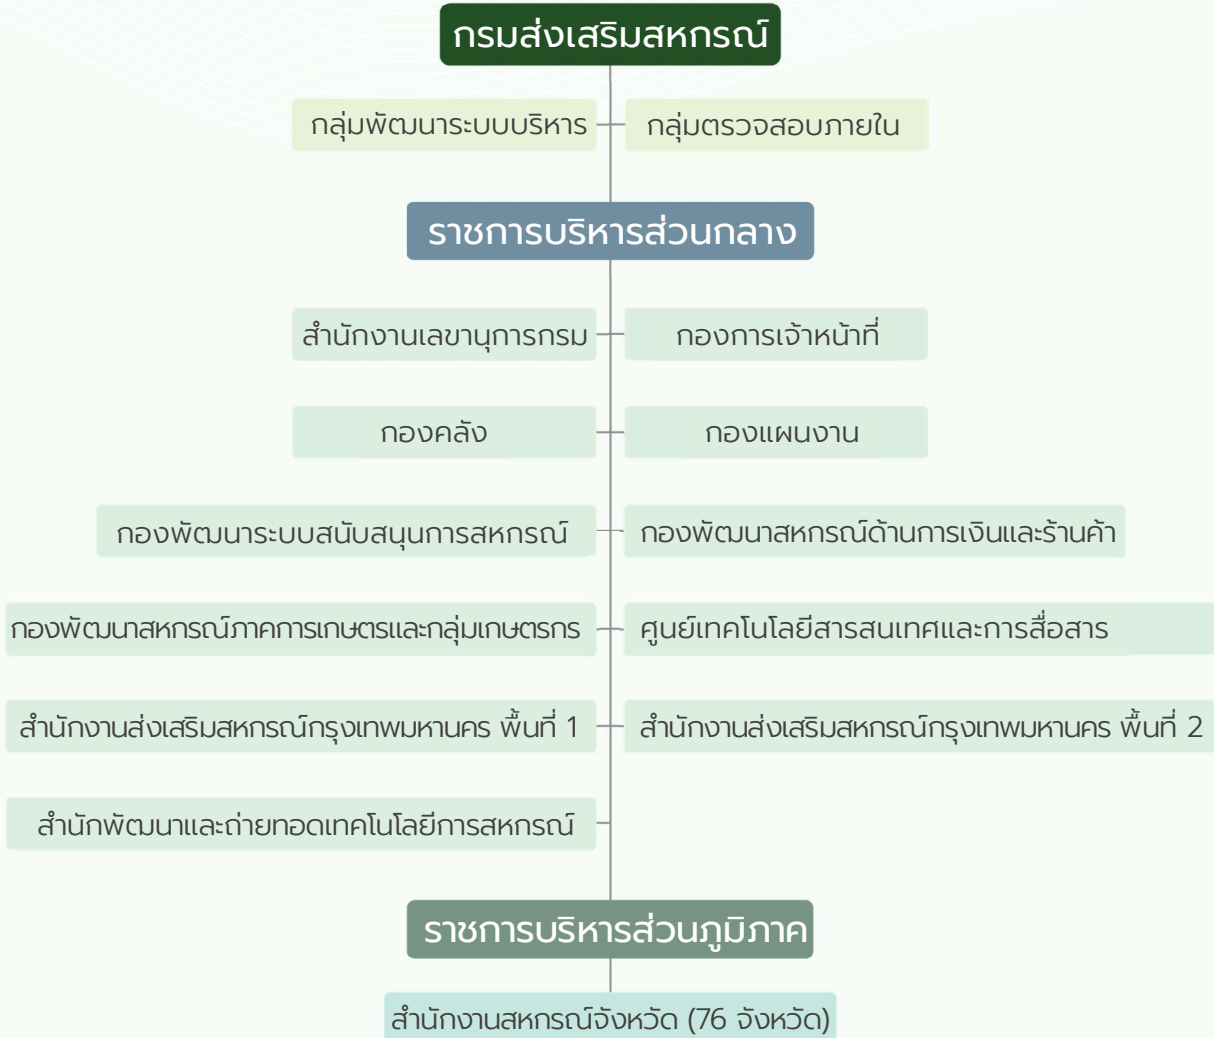 กรมส่งเสริมสหกรณ์
กลุ่มพัฒนาระบบบริหาร
กลุ่มตรวจสอบภายใน
ราชการบริหารส่วนกลาง
สำนักงานเลขานุการกรม
กองการเจ้าหน้าที่
กองคลัง
กองแผนงาน
กองพัฒนาระบบสนับสนุนการสหกรณ์
กองพัฒนาสหกรณ์ด้านการเงินและร้านค้า
กองพัฒนาสหกรณ์ภาคการเกษตรและกลุ่มเกษตรกร
ศูนย์เทคโนโลยีสารสนเทศและการสื่อสาร
สำนักงานส่งเสริมสหกรณ์กรุงเทพมหานคร พื้นที่ 1
สำนักงานส่งเสริมสหกรณ์กรุงเทพมหานคร พื้นที่ 2
สำนักพัฒนาและถ่ายทอดเทคโนโลยีการสหกรณ์
ราชการบริหารส่วนภูมิภาค
สำนักงานสหกรณ์จังหวัด (76 จังหวัด)